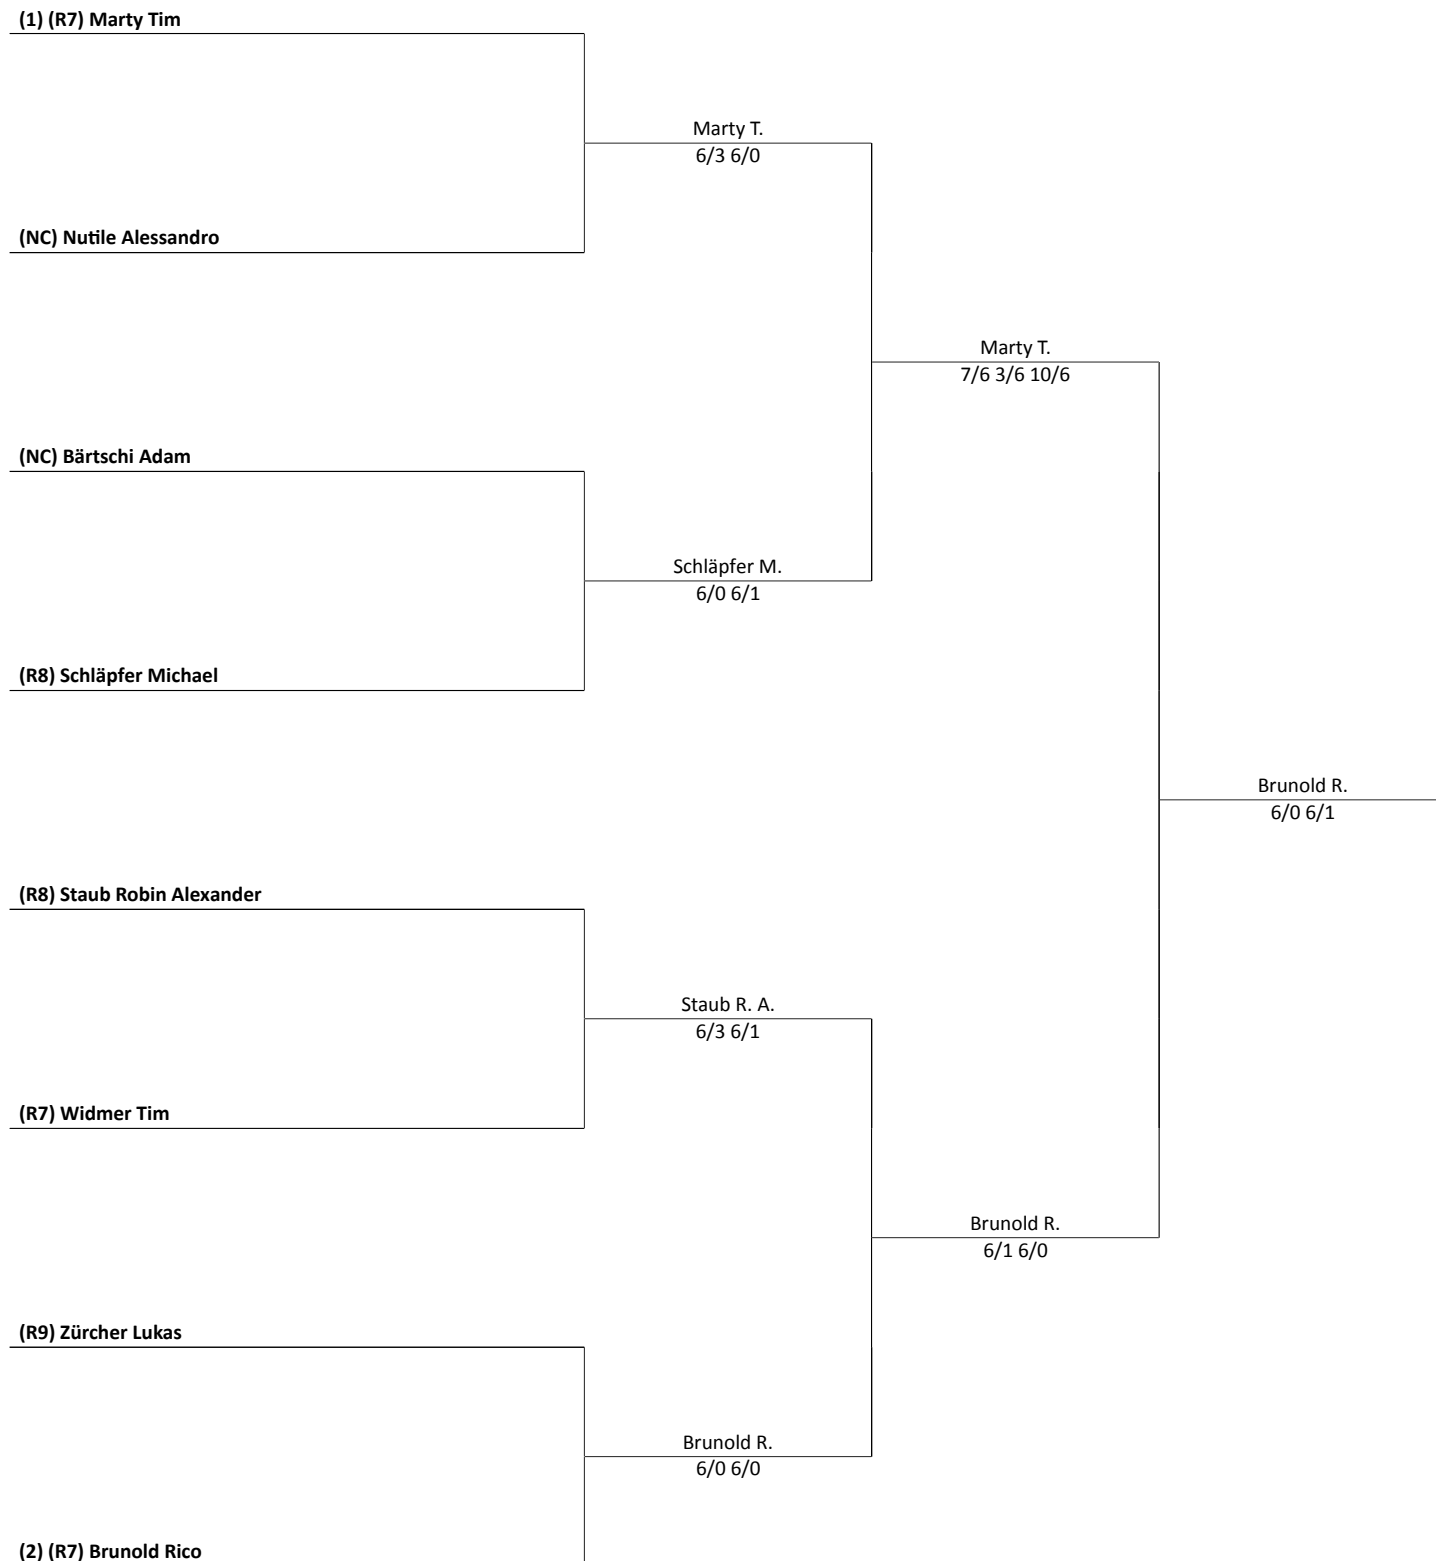 (1) (R7) Marty Tim
Marty T.
6/3 6/0
(NC) Nutile Alessandro
Marty T.
7/6 3/6 10/6
(NC) Bärtschi Adam
Schläpfer M.
6/0 6/1
(R8) Schläpfer Michael
Brunold R.
6/0 6/1
(R8) Staub Robin Alexander
Staub R. A.
6/3 6/1
(R7) Widmer Tim
Brunold R.
6/1 6/0
(R9) Zürcher Lukas
Brunold R.
6/0 6/0
(2) (R7) Brunold Rico